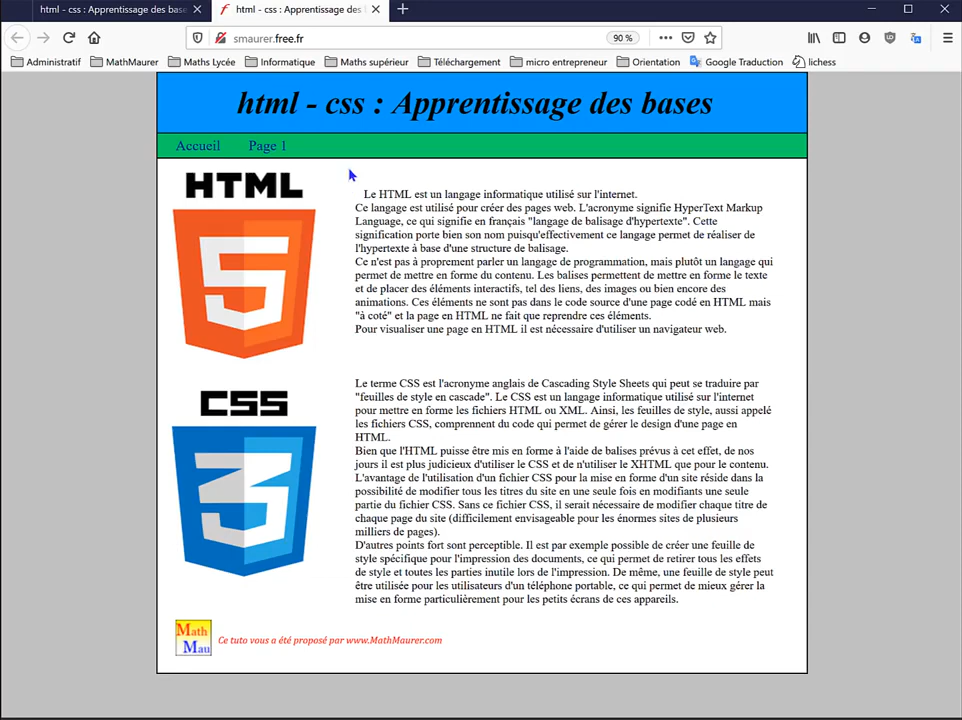 html - css : Apprentissage des base
html - css : Apprentissage des
smaurer.free.fr
90 %
Administratif
MathMaurer
Maths Lycée
Informatique
Maths supérieur
Téléchargement
micro entrepreneur
Orientation
Google Traduction
lichess
html - css : Apprentissage des bases
Accueil
Page 1
HTML
5
Le HTML est un langage informatique utilisé sur l'internet.
Ce langage est utilisé pour créer des pages web. L'acronyme signifie HyperText Markup
Language, ce qui signifie en français "langage de balisage d'hypertexte". Cette
signification porte bien son nom puisqu'effectivement ce langage permet de réaliser de
l'hypertexte à base d'une structure de balisage.
Ce n'est pas à proprement parler un langage de programmation, mais plutôt un langage qui
permet de mettre en forme du contenu. Les balises permettent de mettre en forme le texte
et de placer des éléments interactifs, tel des liens, des images ou bien encore des
animations. Ces éléments ne sont pas dans le code source d'une page codé en HTML mais
"à coté" et la page en HTML ne fait que reprendre ces éléments.
Pour visualiser une page en HTML il est nécessaire d'utiliser un navigateur web.
CSS
3
Le terme CSS est l'acronyme anglais de Cascading Style Sheets qui peut se traduire par
"feuilles de style en cascade". Le CSS est un langage informatique utilisé sur l'internet
pour mettre en forme les fichiers HTML ou XML. Ainsi, les feuilles de style, aussi appelé
les fichiers CSS, comprennent du code qui permet de gérer le design d'une page en
HTML.
Bien que l'HTML puisse être mis en forme à l'aide de balises prévus à cet effet, de nos
jours il est plus judicieux d'utiliser le CSS et de n'utiliser le XHTML que pour le contenu.
L'avantage de l'utilisation d'un fichier CSS pour la mise en forme d'un site réside dans la
possibilité de modifier tous les titres du site en une seule fois en modifiants une seule
partie du fichier CSS. Sans ce fichier CSS, il serait nécessaire de modifier chaque titre de
chaque page du site (difficilement envisageable pour les énormes sites de plusieurs
milliers de pages).
D'autres points fort sont perceptible. Il est par exemple possible de créer une feuille de
style spécifique pour l'impression des documents, ce qui permet de retirer tous les effets
de style et toutes les parties inutile lors de l'impression. De même, une feuille de style peut
être utilisée pour les utilisateurs d'un téléphone portable, ce qui permet de mieux gérer la
mise en forme particulièrement pour les petits écrans de ces appareils.
Math
Mau
Ce tuto vous a été proposé par www.MathMaurer.com